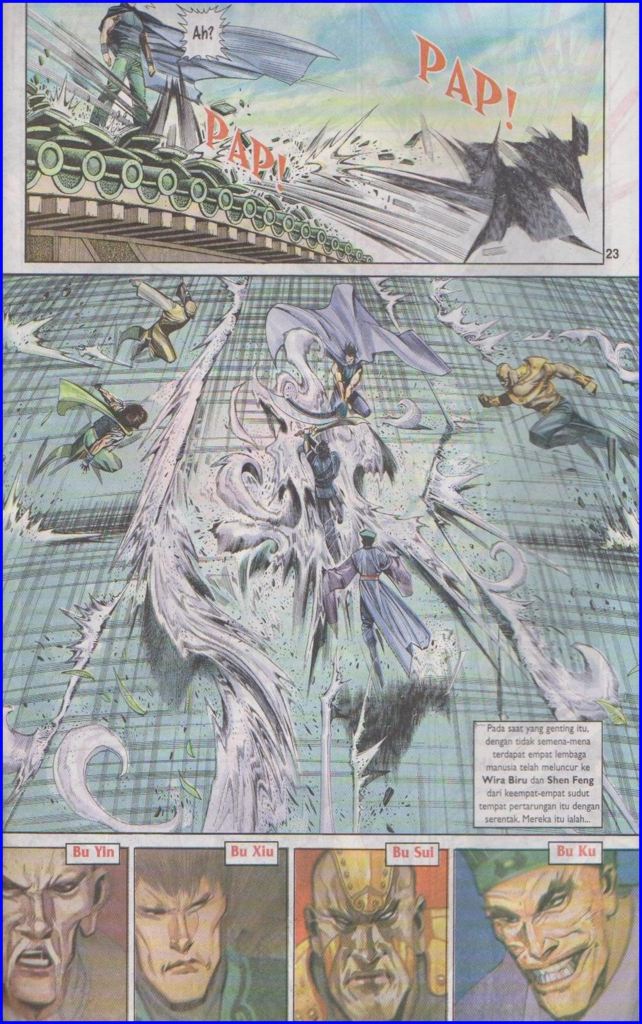 Ah?
PAP!
PAP!
23
Pada saat yang genting itu,
dengan tidak semena-mena
terdapat empat lembaga
manusia telah meluncur ke
Wira Biru dan Shen Feng
dari keempat-empat sudut
tempat pertarungan itu dengan
serentak. Mereka itu ialah...
Bu Yin
Bu Xiu
Bu Sui
Bu Ku